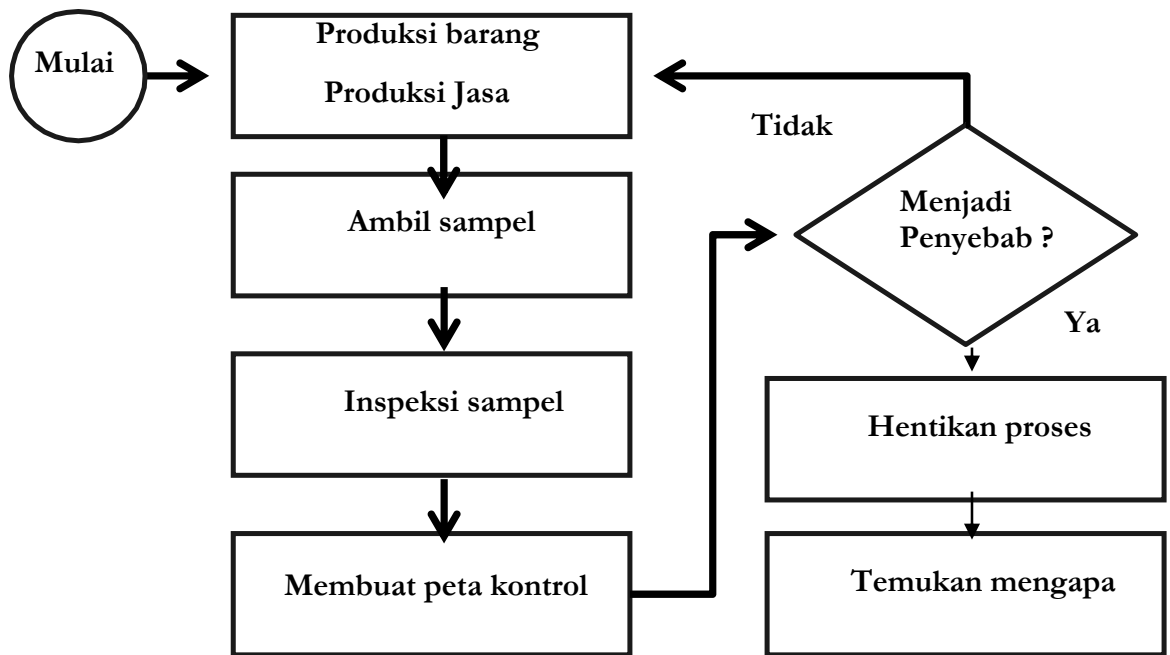 Mulai
Produksi barang
Produksi Jasa
Ambil sampel
Inspeksi sampel
Membuat peta kontrol
Tidak
Menjadi
Penyebab ?
Ya
Hentikan proses
Temukan mengapa